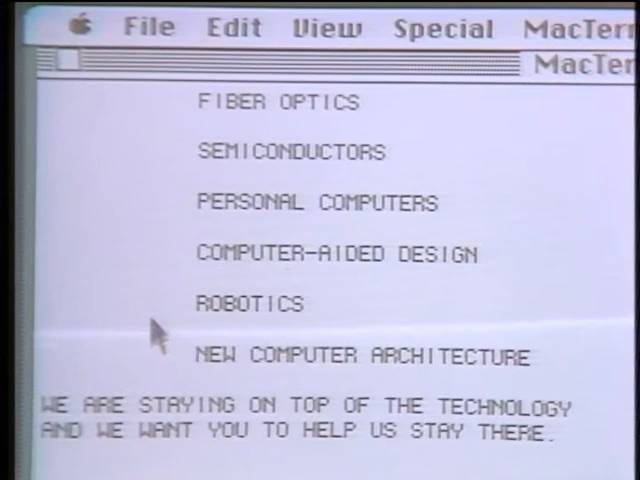 File Edit View Special MacTerm
MacTer
FIBER OPTICS
SEMICONDUCTORS
PERSONAL COMPUTERS
COMPUTER-AIDED DESIGN
ROBOTICS
NEW COMPUTER ARCHITECTURE
WE ARE STAYING ON TOP OF THE TECHNOLOGY
AND WE WANT YOU TO HELP US STAY THERE.